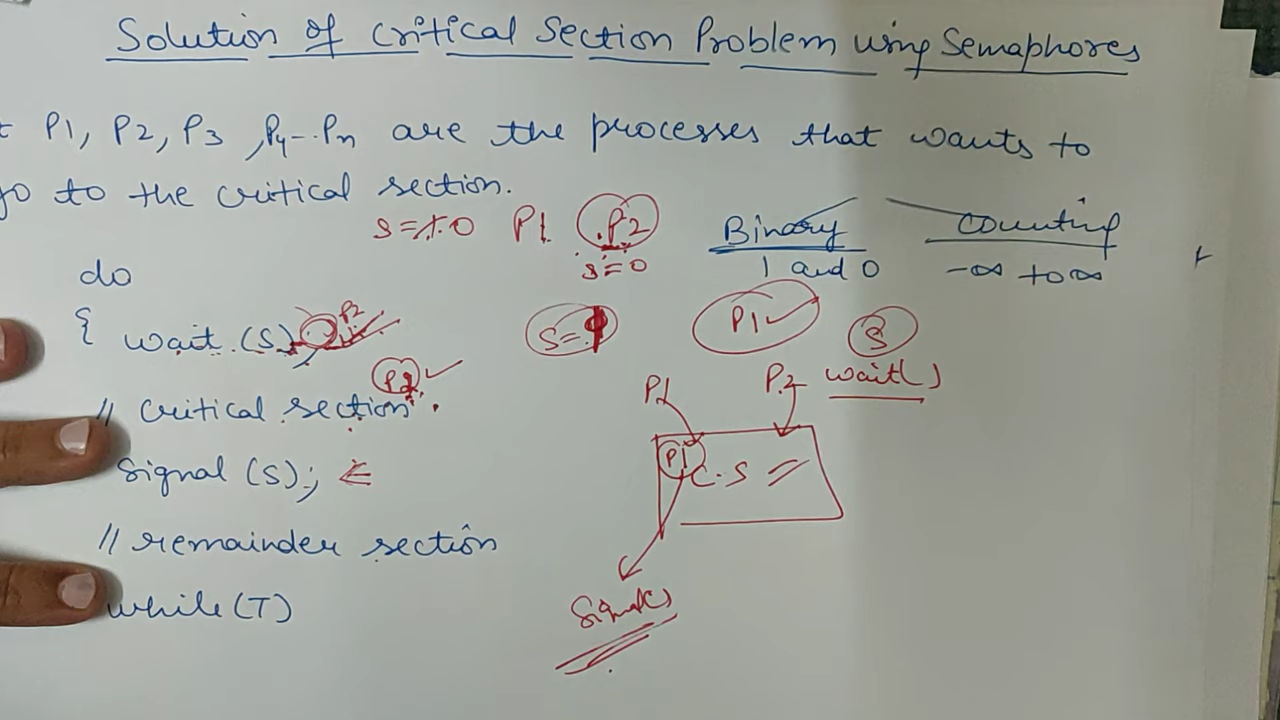 Solution of Critical Section Problem using Semaphores
P1, P2, P3, P4-..Pn are the processes that wants to
go to the critical section.
S=1.0 P1. P2 Binary Counting
S=0 1 and 0 -∞ to ∞
do
{ wait (S) P2 S= P1 S
P1 P2 wait( )
// critical section
P1 C.S
Signal (S);
// remainder section
while(T)
Signal( )